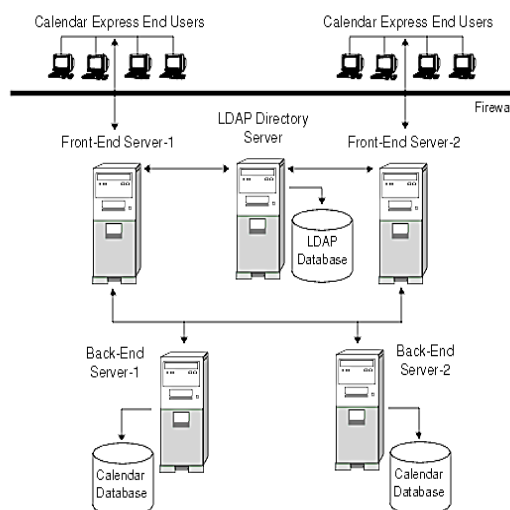 Calendar Express End Users
Calendar Express End Users
Firewa
Front-End Server-1
LDAP Directory
Server
Front-End Server-2
LDAP
Database
Back-End
Server-1
Back-End
Server-2
Calendar
Database
Calendar
Database